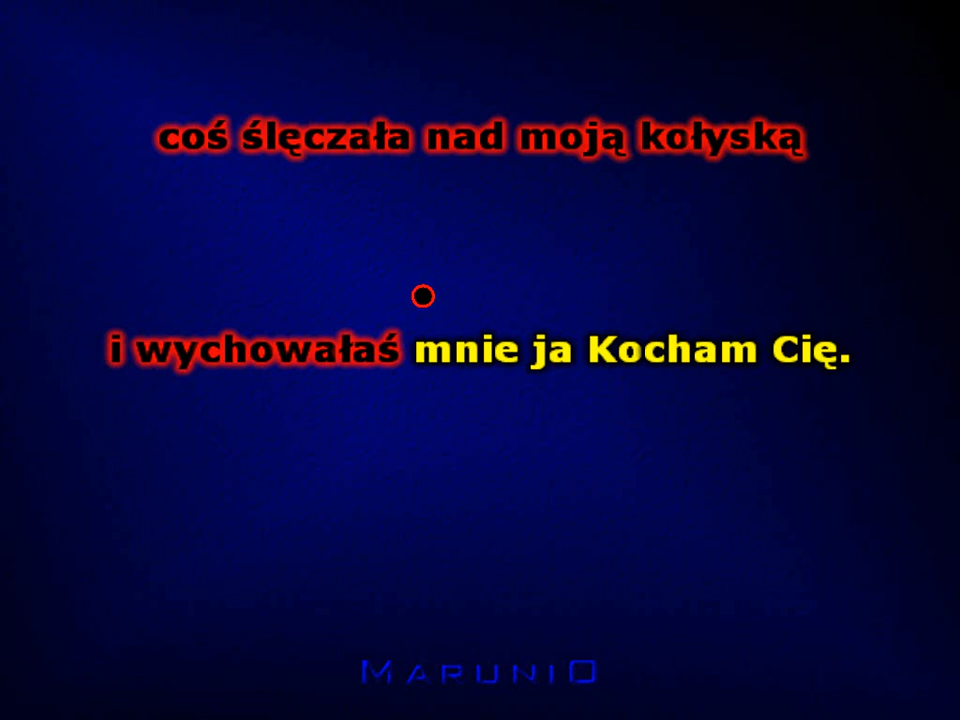 coś ślęczała nad moją kołyską
i wychowałaś mnie ja Kocham Cię.
MARUNIO